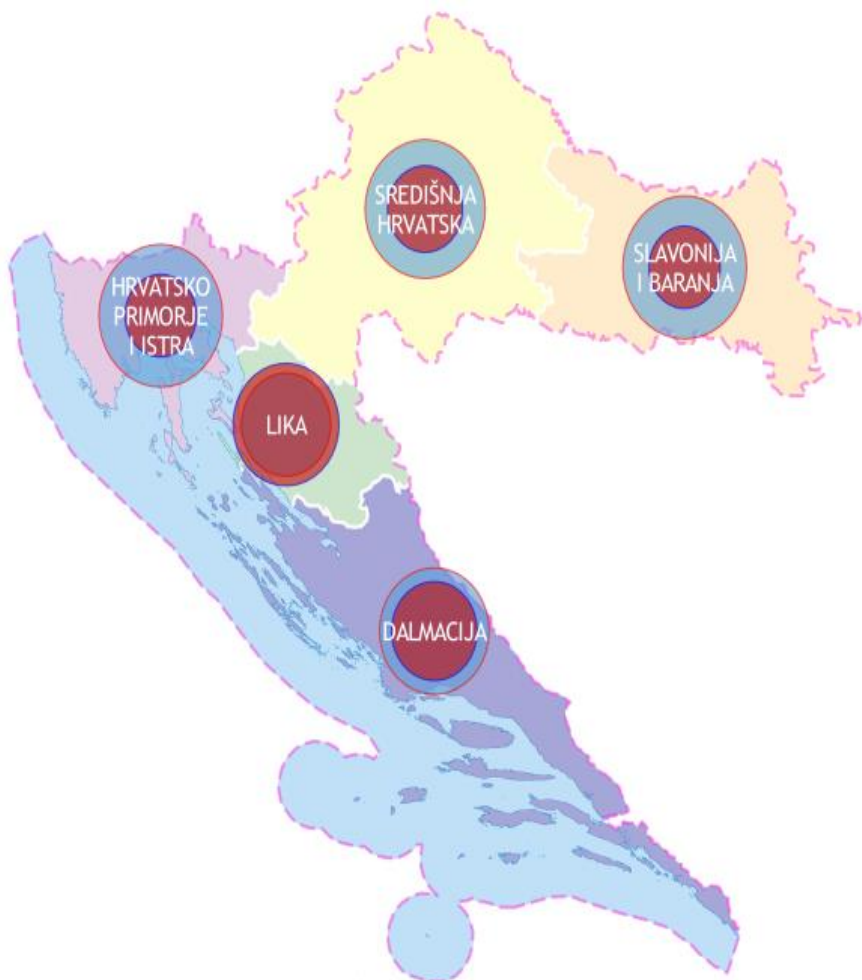 SREDIŠNJA
HRVATSKA
SLAVONIJA
I BARANJA
HRVATSKO
PRIMORJE
I ISTRA
LIKA
DALMACIJA